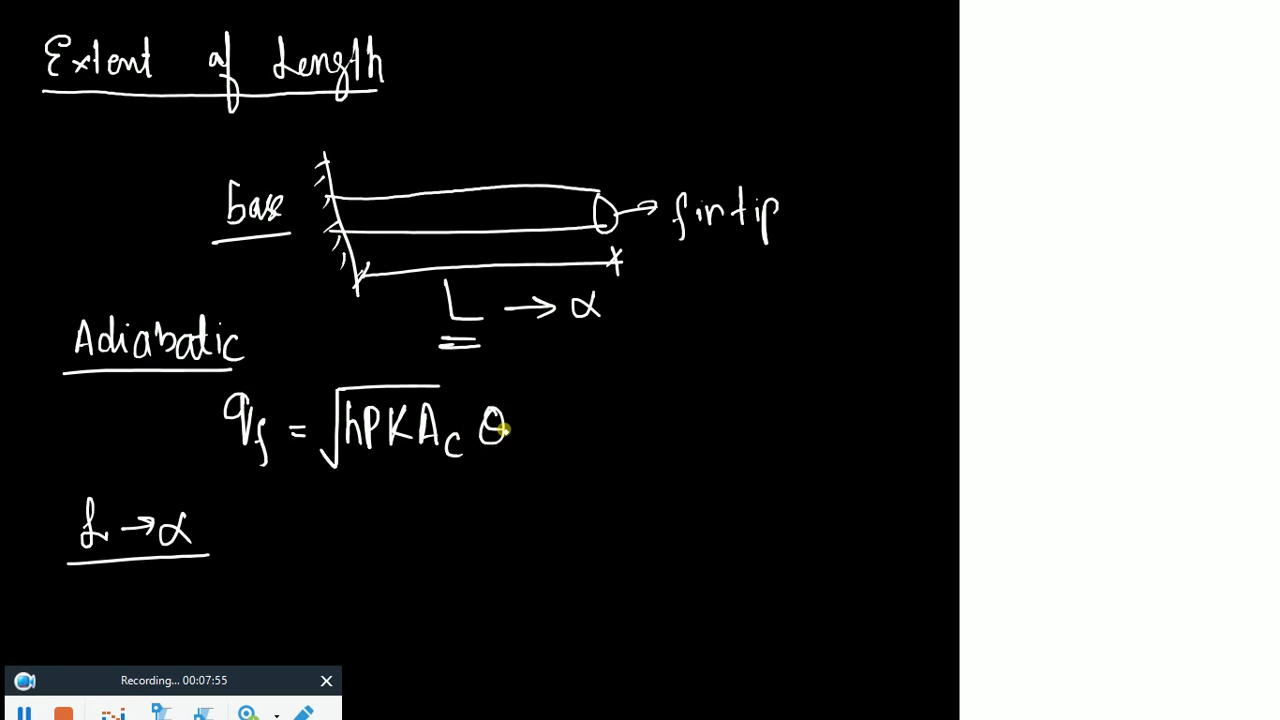 Extent of Length
base
fin tip
L → α
Adiabatic
q_f = √hPKA_C θ
L → α
Recording... 00:07:55